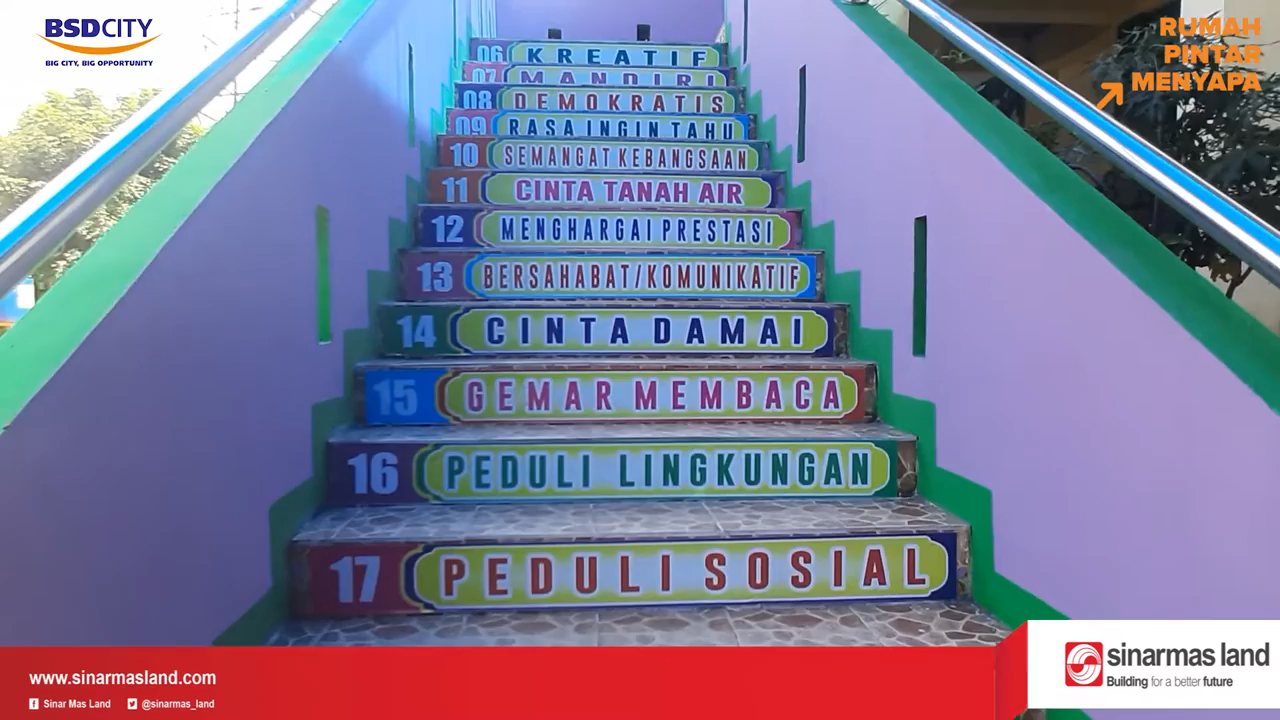 BSDCITY
BIG CITY, BIG OPPORTUNITY
RUMAH
PINTAR
MENYAPA
06 KREATIF
07 MANDIRI
08 DEMOKRATIS
09 RASA INGIN TAHU
10 SEMANGAT KEBANGSAAN
11 CINTA TANAH AIR
12 MENGHARGAI PRESTASI
13 BERSAHABAT/KOMUNIKATIF
14 CINTA DAMAI
15 GEMAR MEMBACA
16 PEDULI LINGKUNGAN
17 PEDULI SOSIAL
www.sinarmasland.com
Sinar Mas Land @sinarmas_land
sinarmas land
Building for a better future